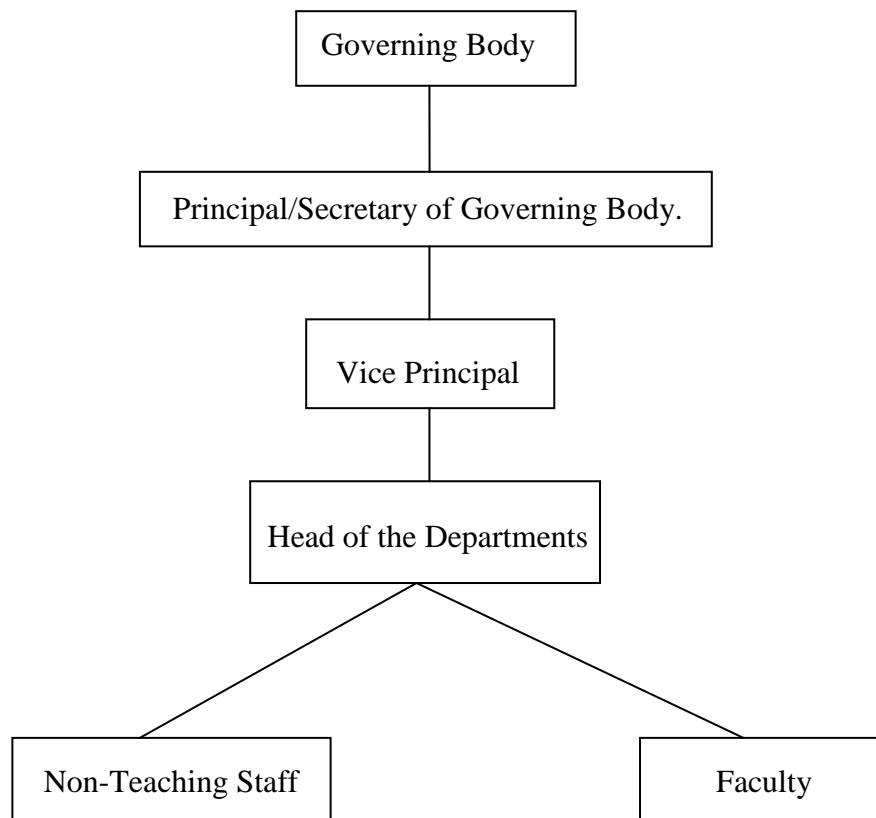 Governing Body
Principal/Secretary of Governing Body.
Vice Principal
Head of the Departments
Non-Teaching Staff
Faculty